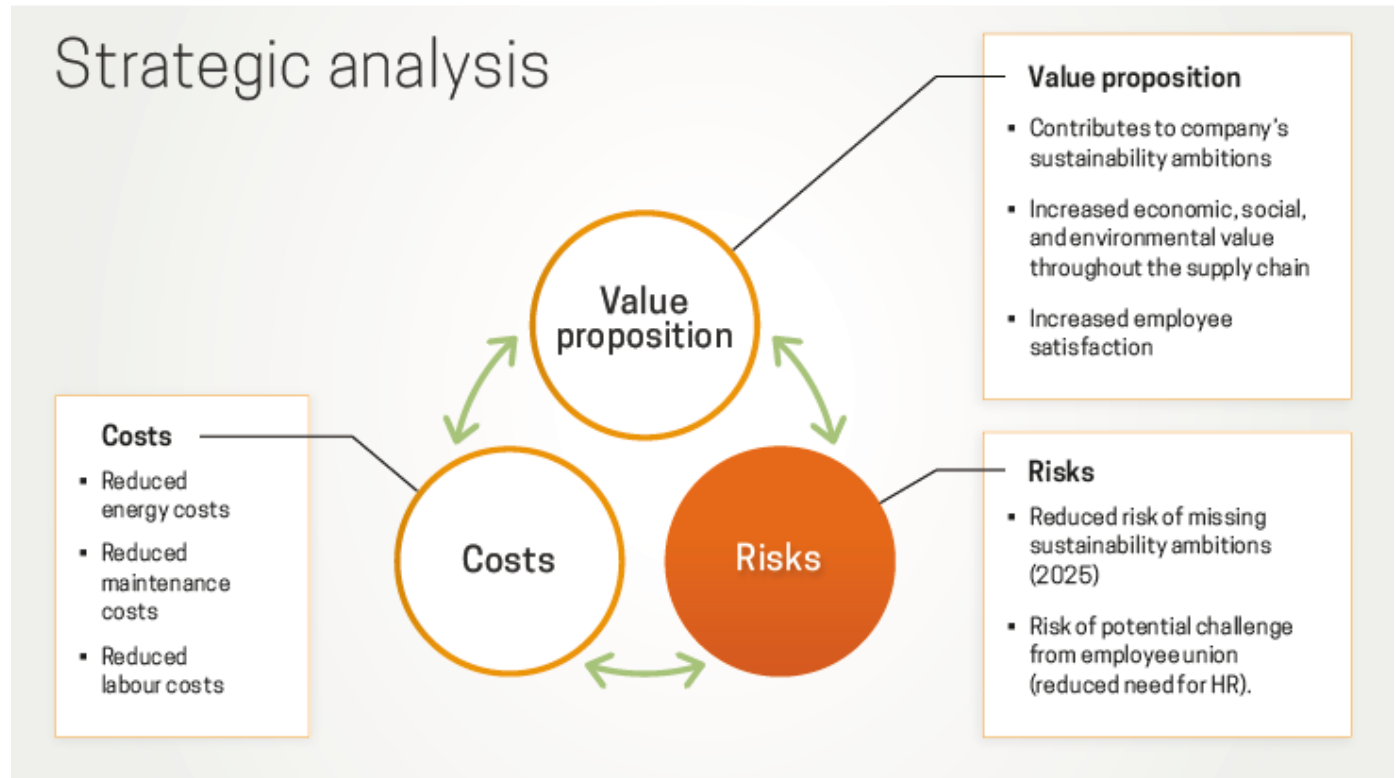 Strategic analysis
Value proposition
▪ Contributes to company's
sustainability ambitions
▪ Increased economic, social,
and environmental value
throughout the supply chain
▪ Increased employee
satisfaction
Value
proposition
Costs
▪ Reduced
energy costs
▪ Reduced
maintenance
costs
▪ Reduced
labour costs
Costs
Risks
Risks
▪ Reduced risk of missing
sustainability ambitions
(2025)
▪ Risk of potential challenge
from employee union
(reduced need for HR).